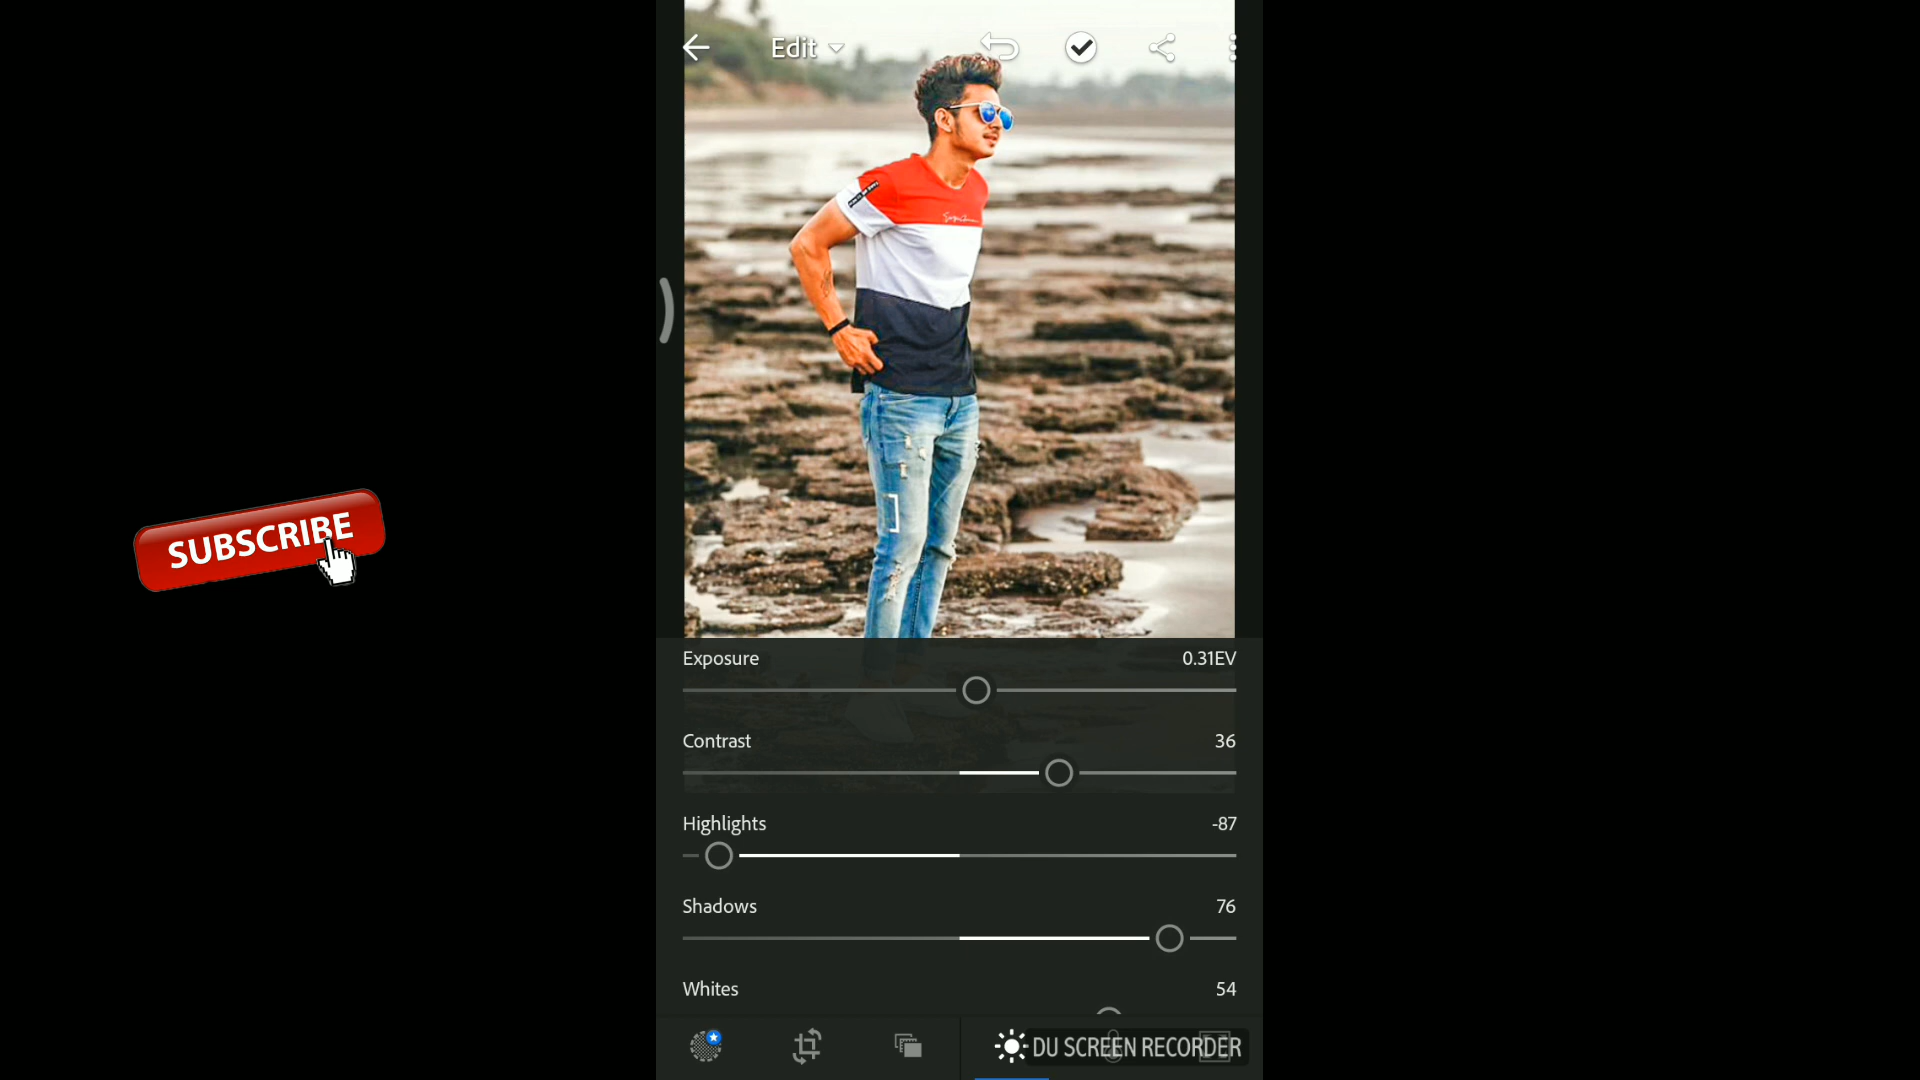 Edit
SUBSCRIBE
Exposure 0.31EV
Contrast 36
Highlights -87
Shadows 76
Whites 54
DU SCREEN RECORDER